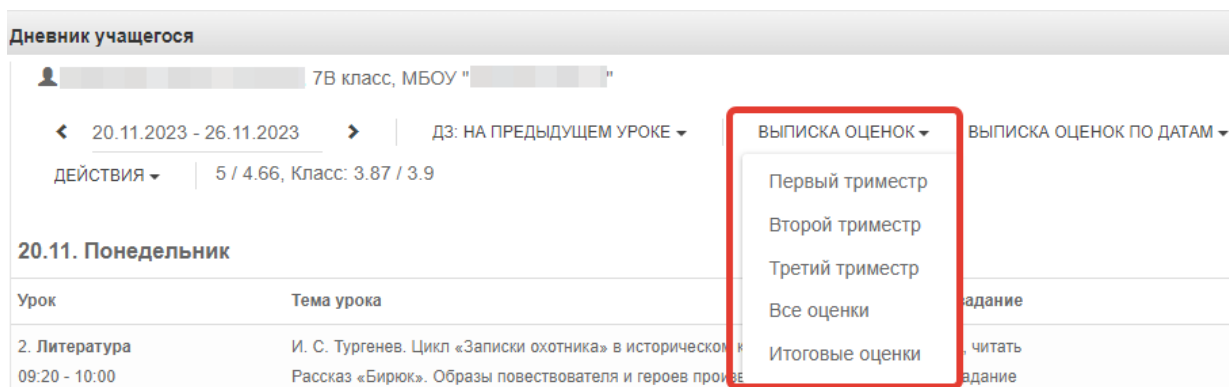 Дневник учащегося
7В класс, МБОУ " "
20.11.2023 - 26.11.2023 ДЗ: НА ПРЕДЫДУЩЕМ УРОКЕ ВЫПИСКА ОЦЕНОК ВЫПИСКА ОЦЕНОК ПО ДАТАМ
ДЕЙСТВИЯ 5 / 4.66, Класс: 3.87 / 3.9
Первый триместр
Второй триместр
Третий триместр
Все оценки
Итоговые оценки
20.11. Понедельник
Урок Тема урока
2. Литература И. С. Тургенев. Цикл «Записки охотника» в историческом , читать
09:20 - 10:00 Рассказ «Бирюк». Образы повествователя и героев